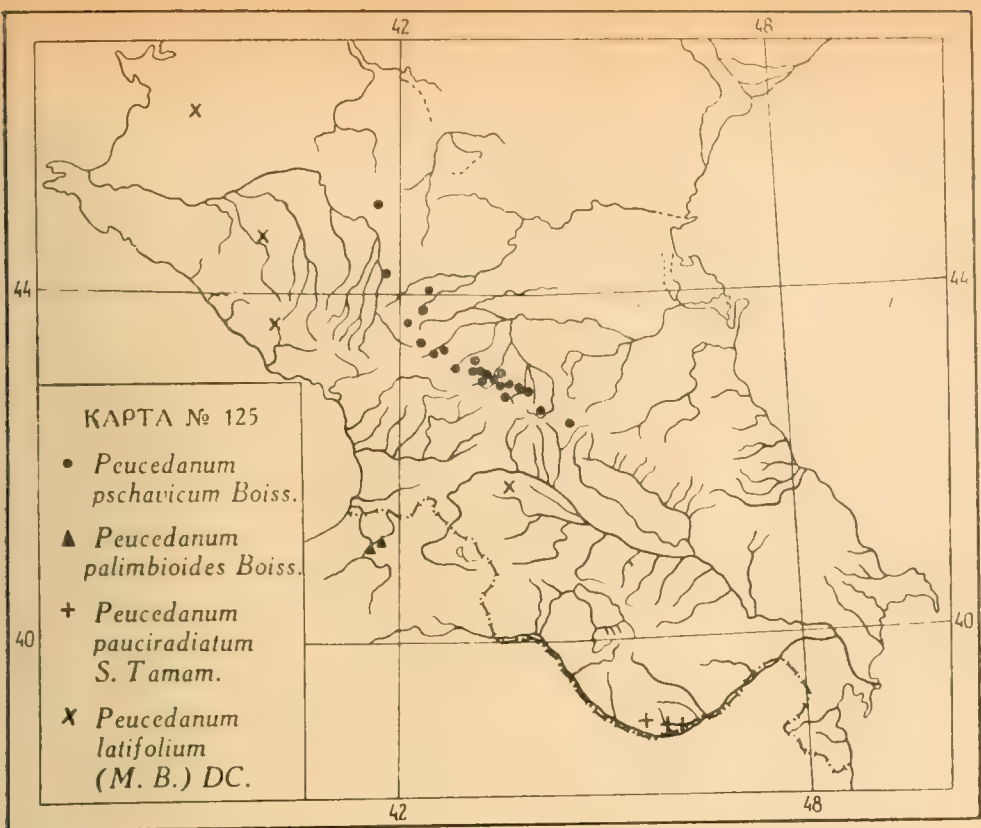 42
48
44
44
КАРТА № 125
Peucedanum
pschavicum Boiss.
Peucedanum
palimbioides Boiss.
Peucedanum
pauciradiatum
S. Tamam.
Peucedanum
latifolium
(M. B.) DC.
40
40
42
48